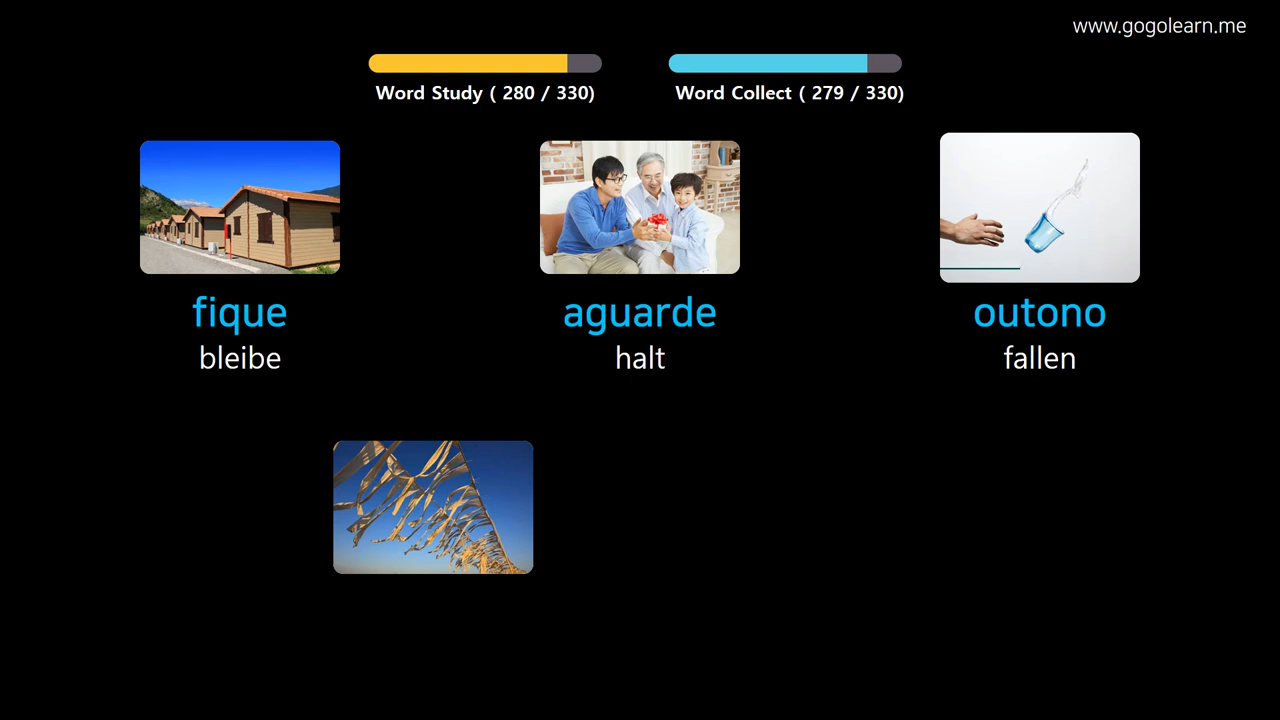 www.gogolearn.me
Word Study ( 280 / 330)
Word Collect ( 279 / 330)
fique
bleibe
aguarde
halt
outono
fallen